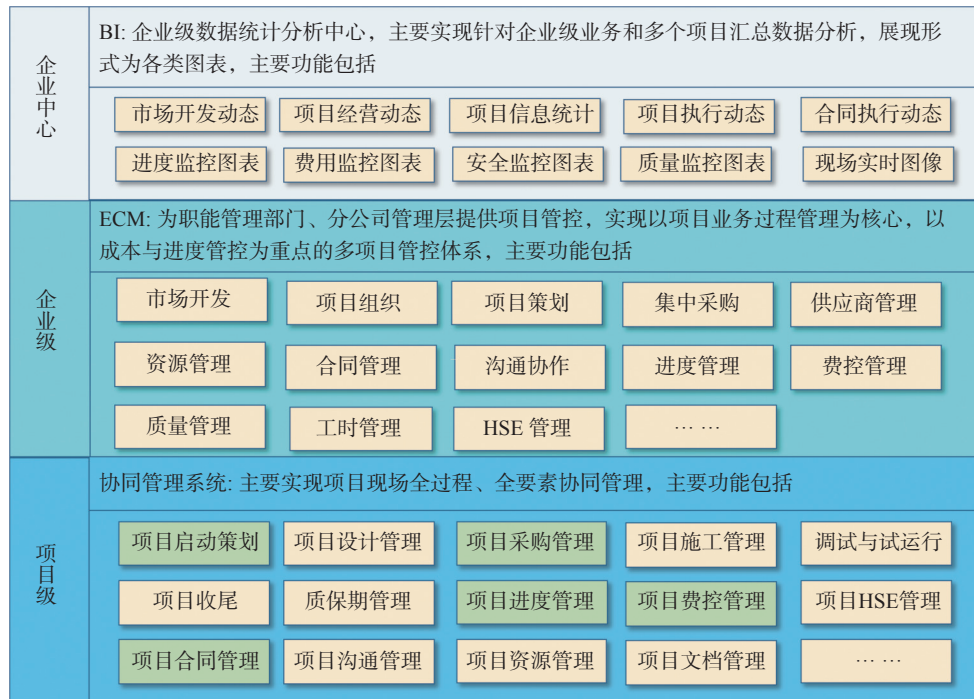 企业中心
BI: 企业级数据统计分析中心，主要实现针对企业级业务和多个项目汇总数据分析，展现形
式为各类图表，主要功能包括
市场开发动态 项目经营动态 项目信息统计 项目执行动态 合同执行动态
进度监控图表 费用监控图表 安全监控图表 质量监控图表 现场实时图像
企业级
ECM: 为职能管理部门、分公司管理层提供项目管控，实现以项目业务过程管理为核心，以
成本与进度管控为重点的多项目管控体系，主要功能包括
市场开发 项目组织 项目策划 集中采购 供应商管理
资源管理 合同管理 沟通协作 进度管理 费控管理
质量管理 工时管理 HSE 管理 … …
项目级
协同管理系统: 主要实现项目现场全过程、全要素协同管理，主要功能包括
项目启动策划 项目设计管理 项目采购管理 项目施工管理 调试与试运行
项目收尾 质保期管理 项目进度管理 项目费控管理 项目HSE管理
项目合同管理 项目沟通管理 项目资源管理 项目文档管理 … …